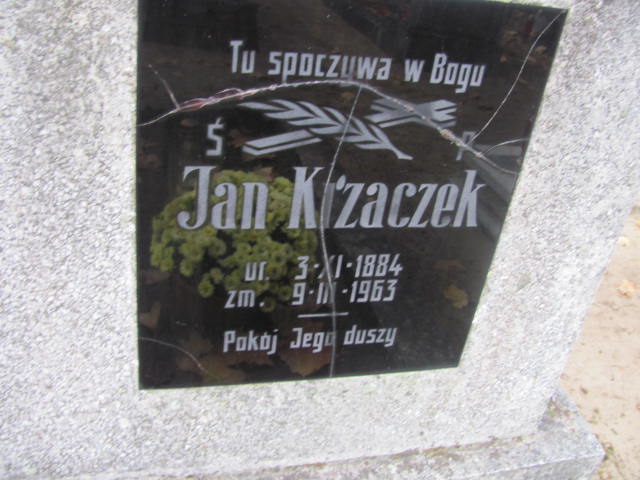 Tu spoczywa w Bogu
Ś P
Jan Krzaczek
ur. 3·XI·1884
zm. 9·III·1963
Pokój Jego duszy